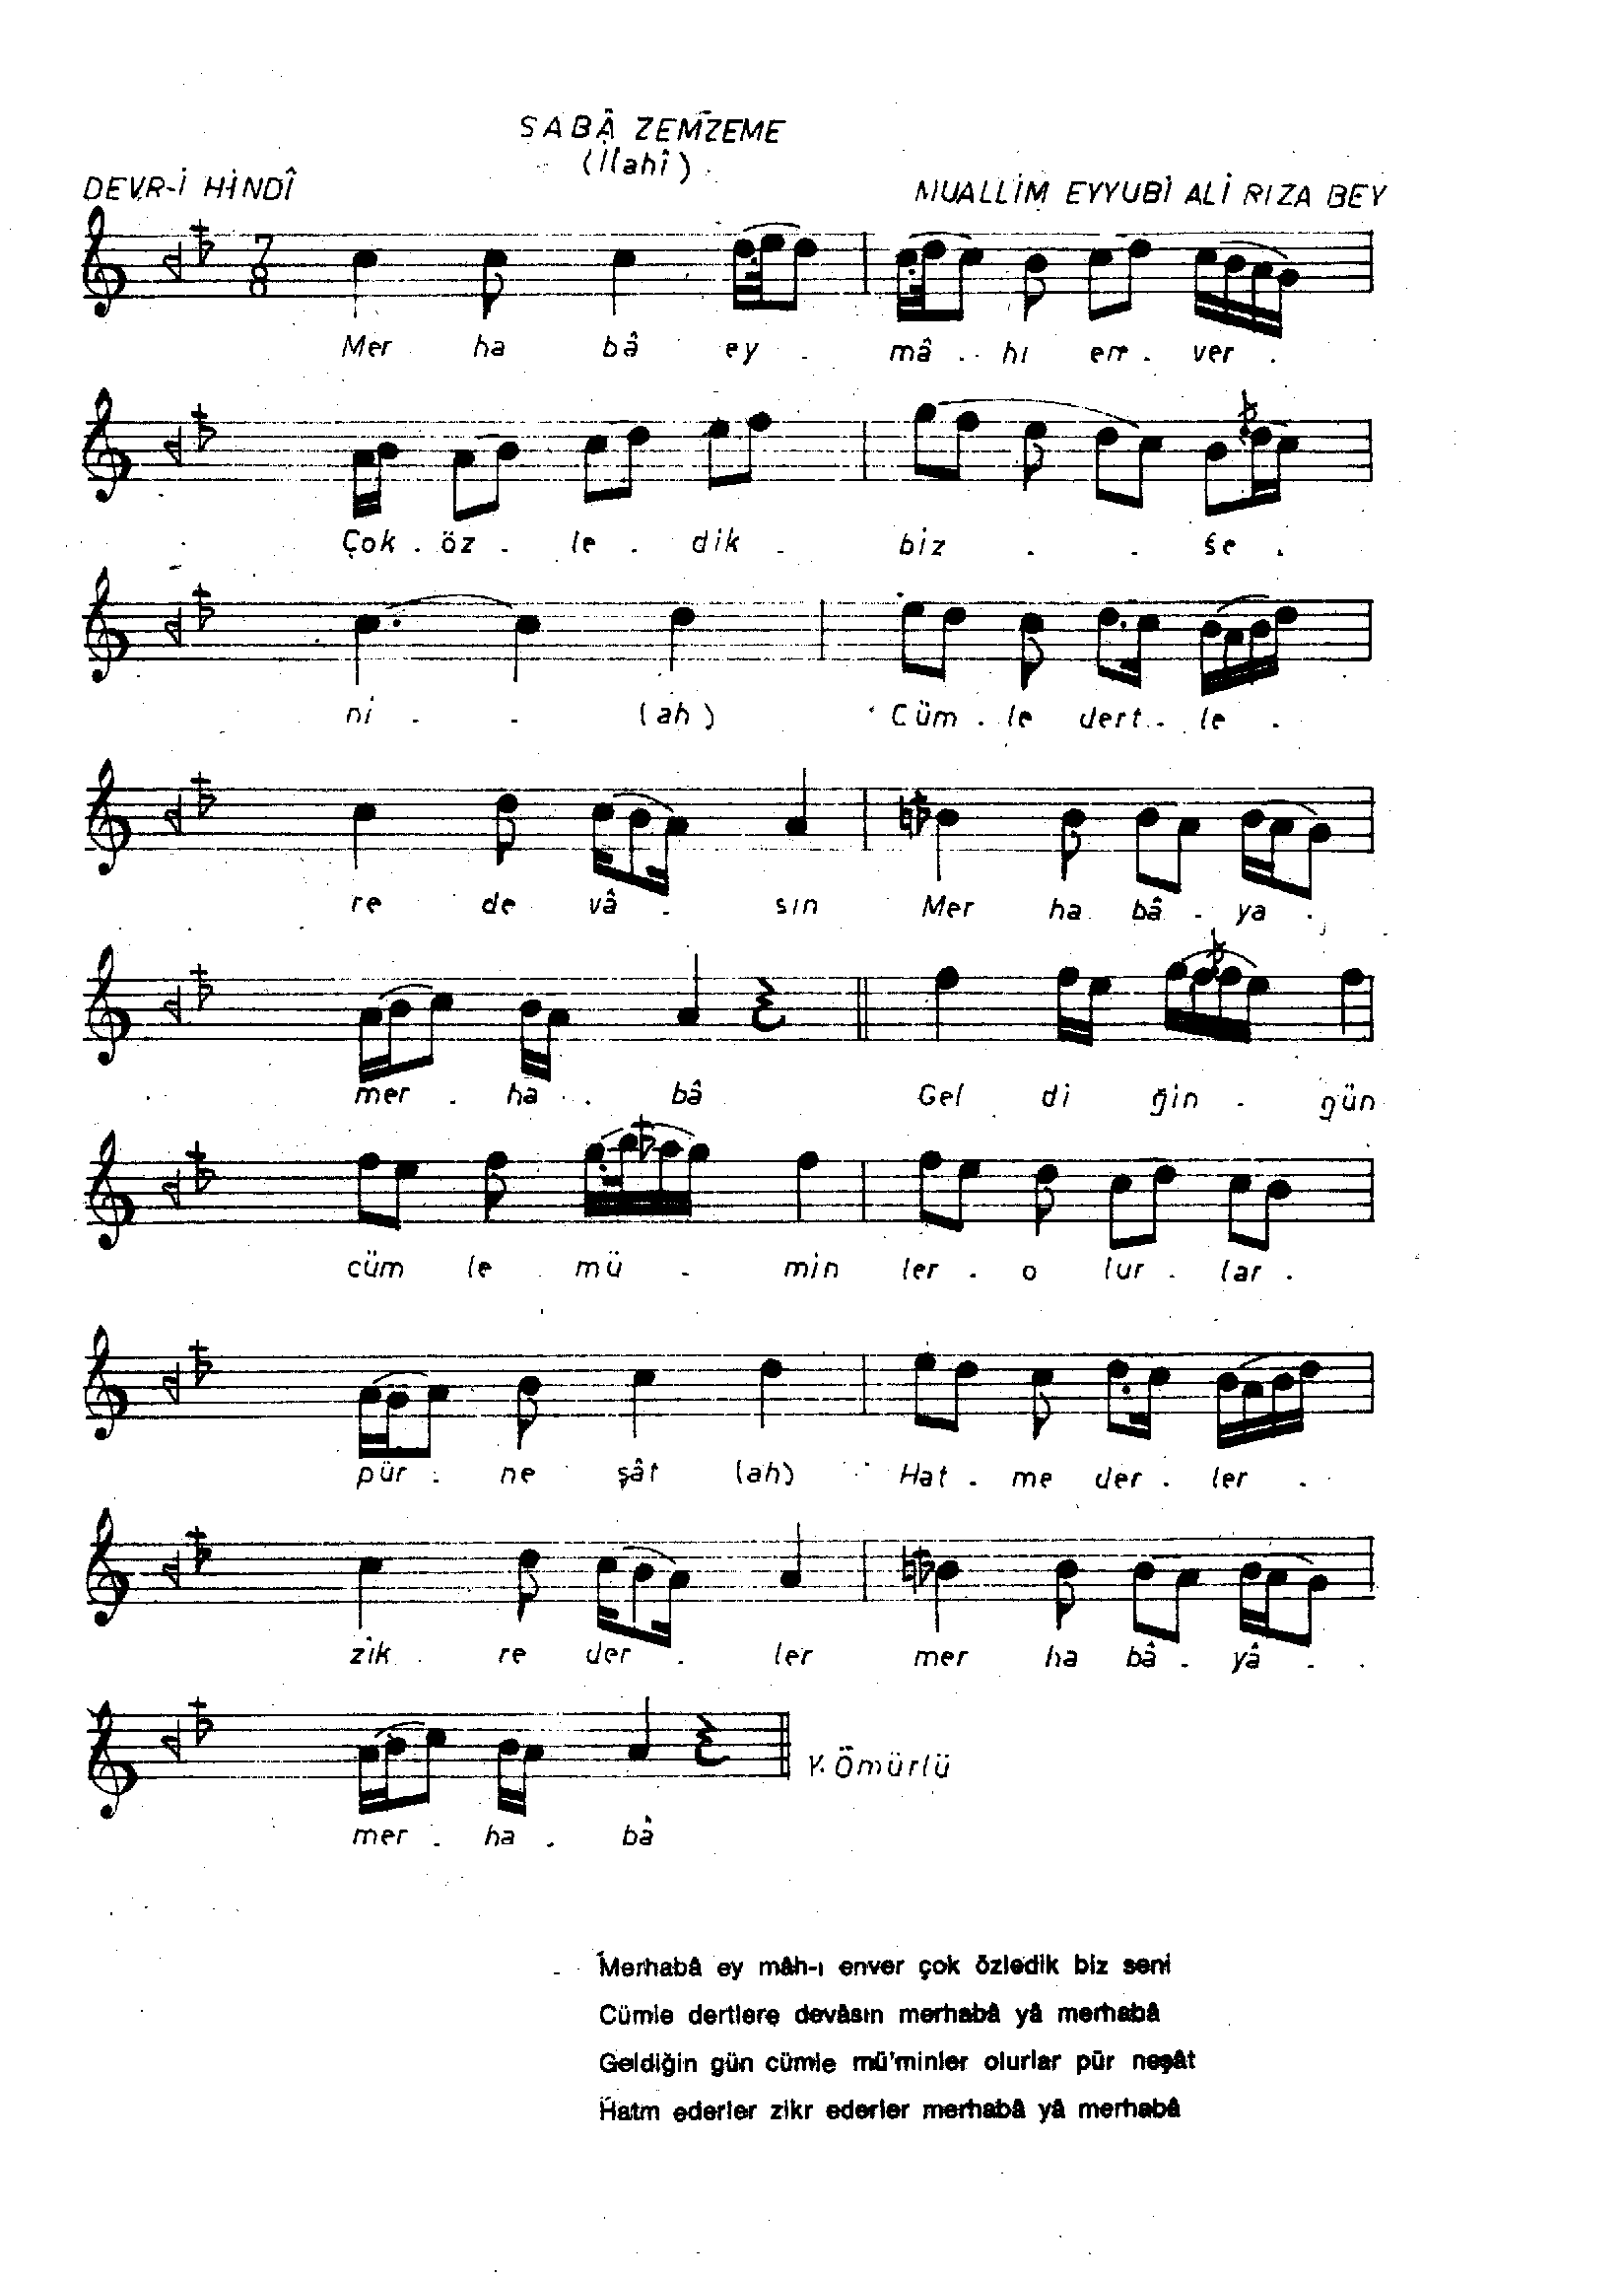 SABÂ ZEMZEME
(İlahî)
DEVR-İ HİNDÎ
MUALLİM EYYUBİ ALİ RIZA BEY
7
8
Mer ha bâ ey . mâ . hı en . ver .
Çok . öz . le . dik . biz . . se .
ni . . (ah) Cüm . le dert . le .
re de vâ . sın Mer ha bâ . ya .
mer . ha . bâ Gel di ğin . gün
cüm le mü . min ler . o lur . lar .
pür . ne şât (ah) Hat . me der . ler .
zik re der . ler mer ha bâ . yâ .
mer . ha . bâ
Y. Ömürlü
Merhabâ ey mâh-ı enver çok özledik biz seni
Cümle dertlere devâsın merhabâ yâ merhabâ
Geldiğin gün cümle mü'minler olurlar pür neşât
Hatm ederler zikr ederler merhabâ yâ merhabâ